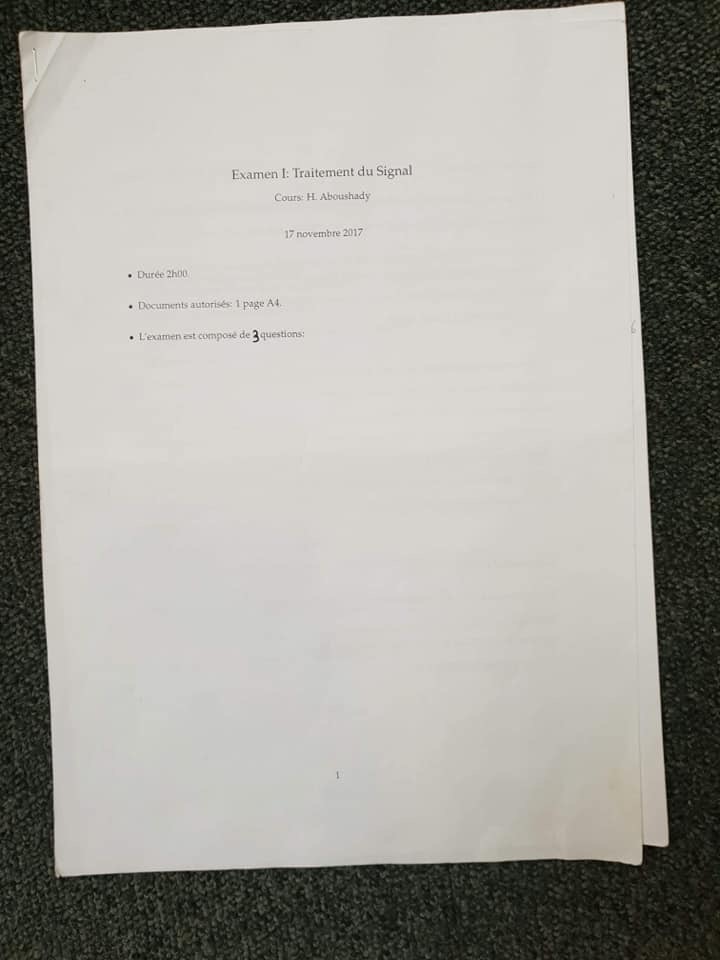 Examen I: Traitement du Signal
Cours: H. Aboushady
17 novembre 2017
• Durée 2h00.
• Documents autorisés: 1 page A4.
• L'examen est composé de 3 questions:
1